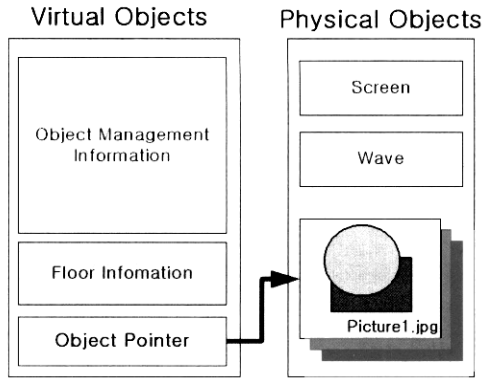 Virtual Objects
Object Management
Information
Floor Infomation
Object Pointer
Physical Objects
Screen
Wave
Picture1.jpg